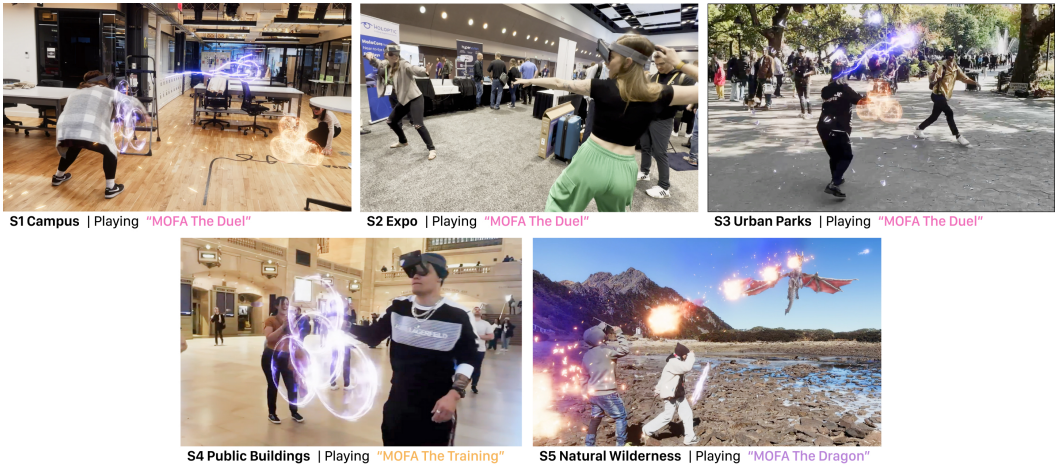 S1 Campus | Playing “MOFA The Duel”
S2 Expo | Playing “MOFA The Duel”
S3 Urban Parks | Playing “MOFA The Duel”
S4 Public Buildings | Playing “MOFA The Training”
S5 Natural Wilderness | Playing “MOFA The Dragon”